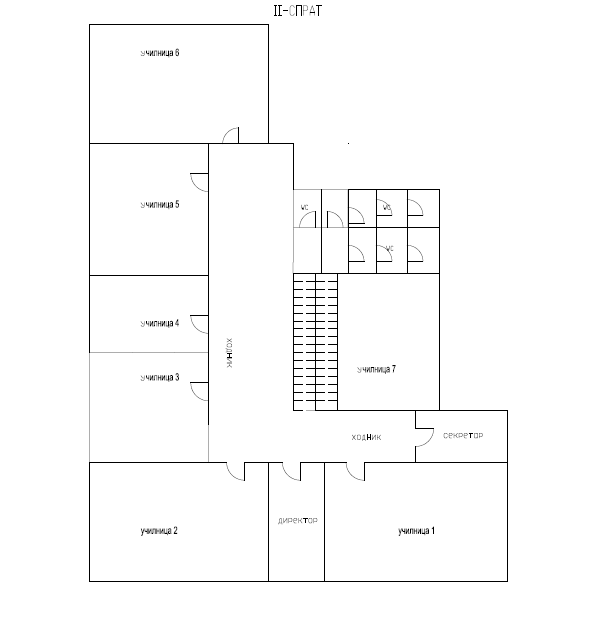 II-СПРАТ
училница 6
училница 5
WC
WC
WC
училница 4
ходник
училница 3
училница 7
ходник
секретор
директор
училница 2
училница 1